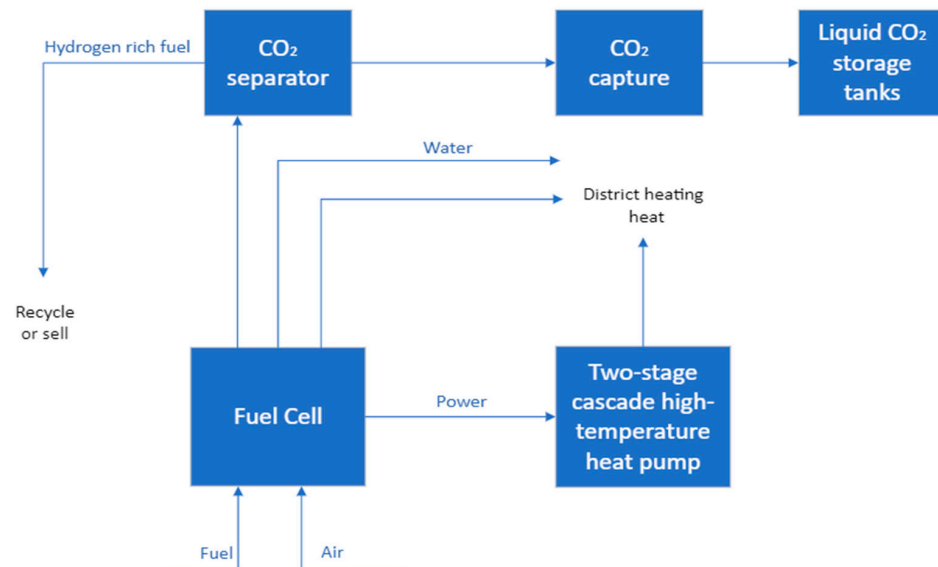 Hydrogen rich fuel
CO₂
separator
CO₂
capture
Liquid CO₂
storage
tanks
Water
District heating
heat
Recycle
or sell
Fuel Cell
Power
Two-stage
cascade high-
temperature
heat pump
Fuel
Air